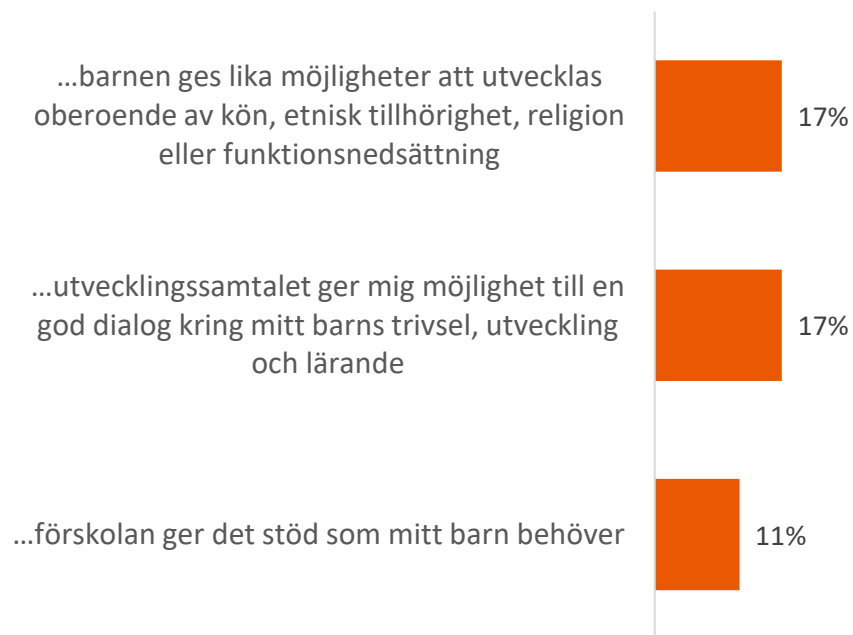 ...barnen ges lika möjligheter att utvecklas
oberoende av kön, etnisk tillhörighet, religion
eller funktionsnedsättning
17%
...utvecklingssamtalet ger mig möjlighet till en
god dialog kring mitt barns trivsel, utveckling
och lärande
17%
...förskolan ger det stöd som mitt barn behöver
11%